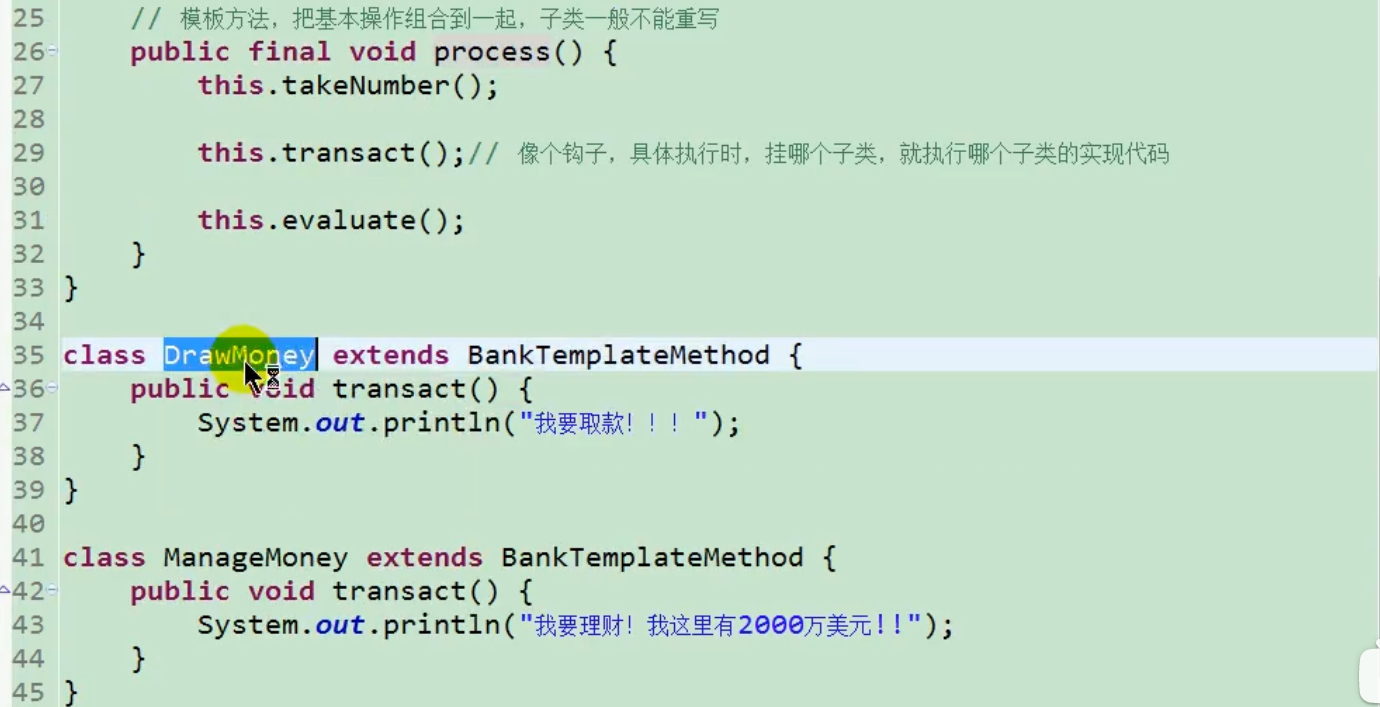 25 // 模板方法，把基本操作组合到一起，子类一般不能重写
26 public final void process() {
27 this.takeNumber();
28
29 this.transact();// 像个钩子，具体执行时，挂哪个子类，就执行哪个子类的实现代码
30
31 this.evaluate();
32 }
33 }
34
35 class DrawMoney extends BankTemplateMethod {
36 public void transact() {
37 System.out.println("我要取款！！！");
38 }
39 }
40
41 class ManageMoney extends BankTemplateMethod {
42 public void transact() {
43 System.out.println("我要理财！我这里有2000万美元!!");
44 }
45 }